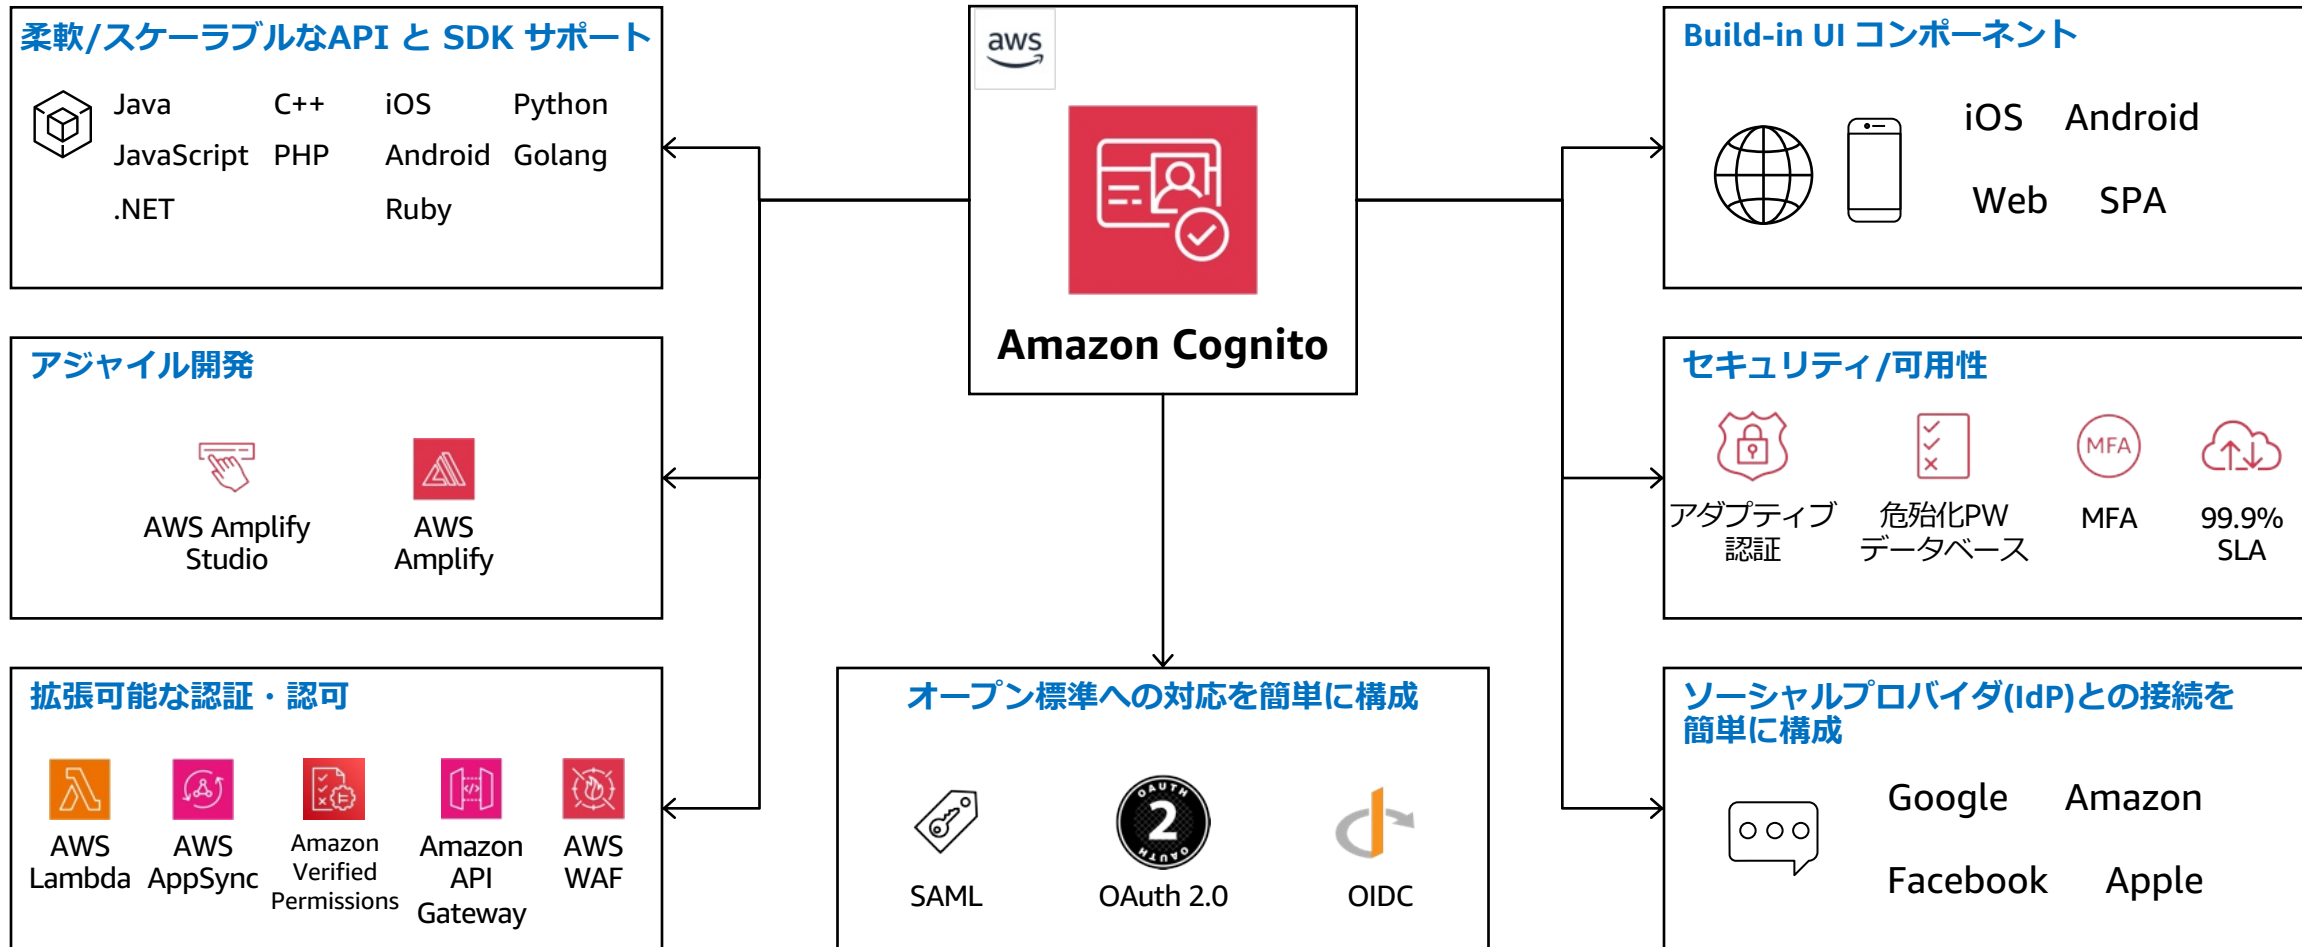 柔軟/スケーラブルなAPI と SDK サポート
Java C++ iOS Python
JavaScript PHP Android Golang
.NET Ruby
アジャイル開発
AWS Amplify
Studio
AWS
Amplify
拡張可能な認証・認可
AWS
Lambda
AWS
AppSync
Amazon
Verified
Permissions
Amazon
API
Gateway
AWS
WAF
aws
Amazon Cognito
オープン標準への対応を簡単に構成
SAML
OAUTH
2
OAUTH
OAuth 2.0
OIDC
Build-in UI コンポーネント
iOS Android
Web SPA
セキュリティ/可用性
アダプティブ
認証
危殆化PW
データベース
MFA
MFA
99.9%
SLA
ソーシャルプロバイダ(IdP)との接続を
簡単に構成
Google Amazon
Facebook Apple